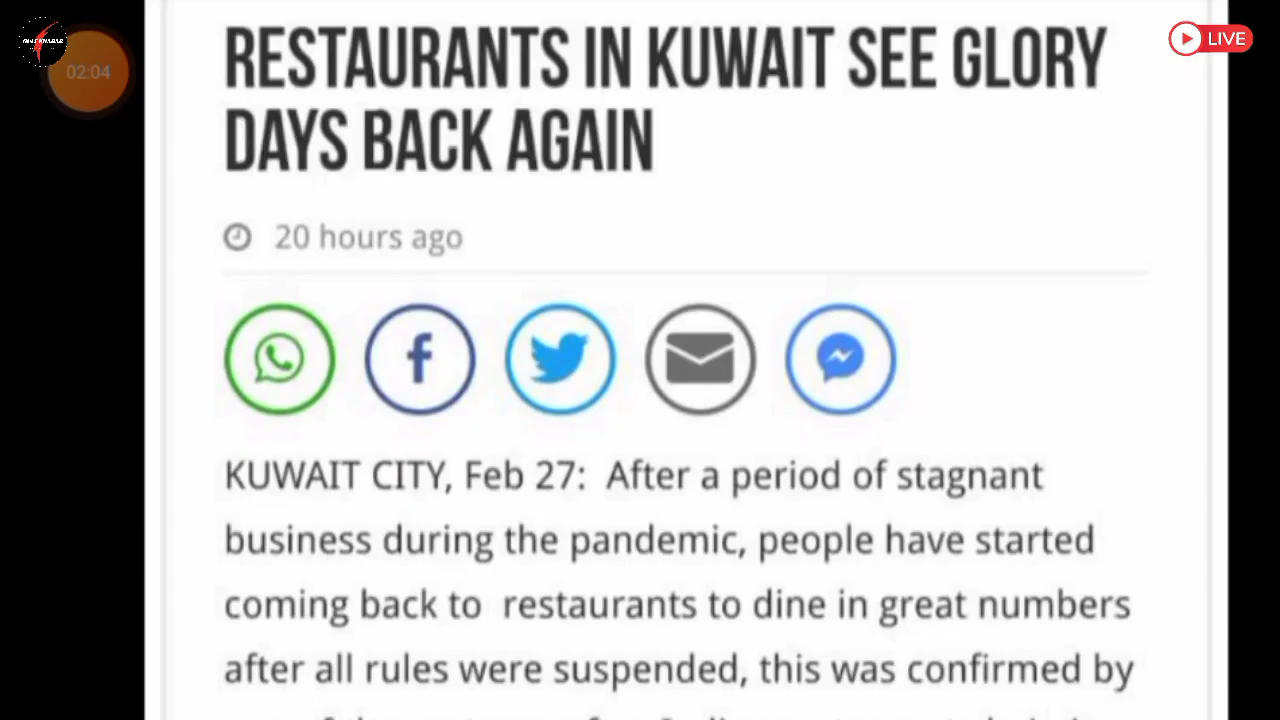 02:04
LIVE
RESTAURANTS IN KUWAIT SEE GLORY
DAYS BACK AGAIN
20 hours ago
KUWAIT CITY, Feb 27: After a period of stagnant
business during the pandemic, people have started
coming back to restaurants to dine in great numbers
after all rules were suspended, this was confirmed by